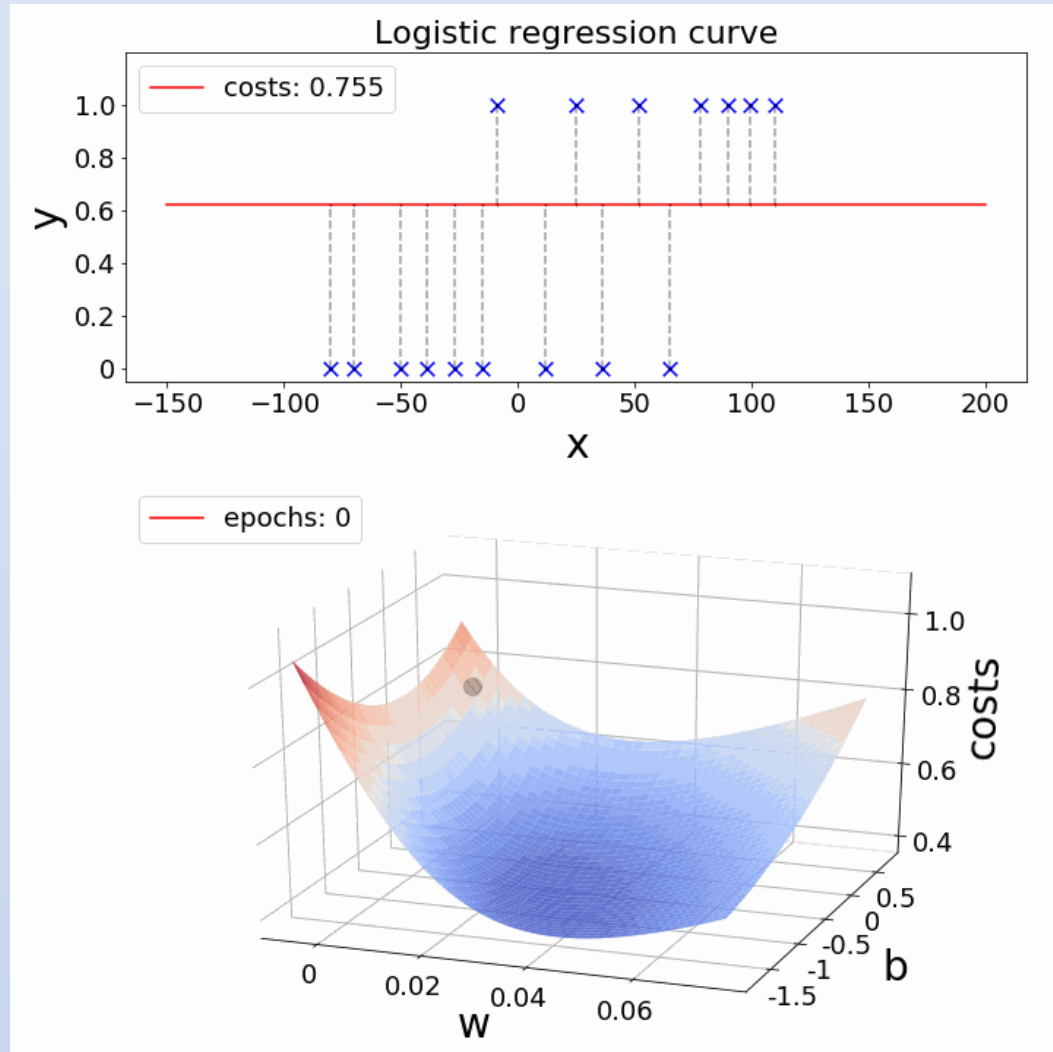 Logistic regression curve
costs: 0.755
1.0
0.8
0.6
0.4
0.2
0
y
−150 −100 −50 0 50 100 150 200
x
epochs: 0
1.0
0.8
0.6
0.4
costs
0.5
0
-0.5
-1
-1.5
b
0 0.02 0.04 0.06
w